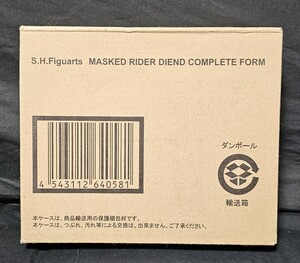 S.H.Figuarts MASKED RIDER DIEND COMPLETE FORM
ダンボール
4 543112 640581
輸送箱
本ケースは、商品輸送用の保護梱包材です。
本ケースは、つぶれ、汚れ等による交換は、出来ません。ご了承ください。